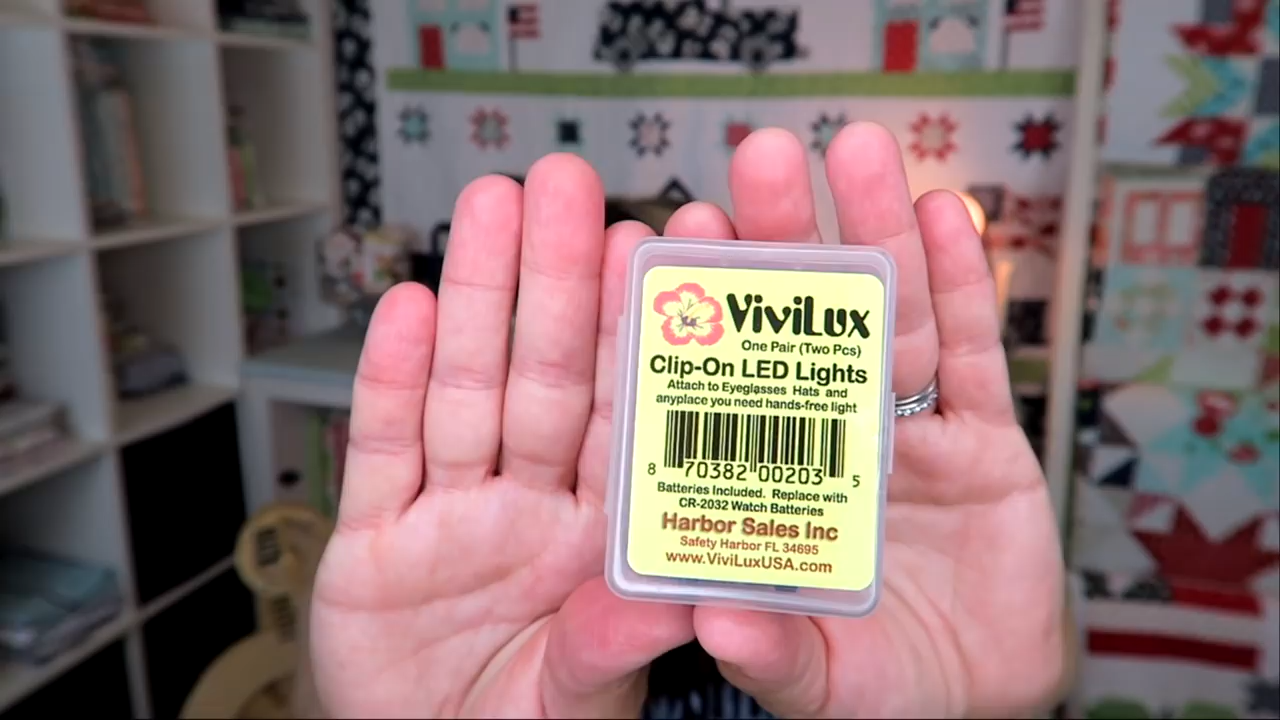 ViviLux
One Pair (Two Pcs)
Clip-On LED Lights
Attach to Eyeglasses Hats and
anyplace you need hands-free light
8 70382 00203 5
Batteries Included. Replace with
CR-2032 Watch Batteries
Harbor Sales Inc
Safety Harbor FL 34695
www.ViviLuxUSA.com